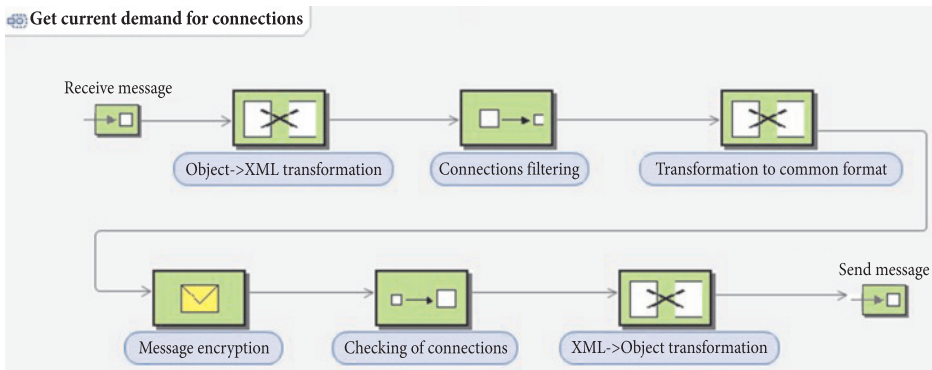 Get current demand for connections
Receive message
Object->XML transformation
Connections filtering
Transformation to common format
Send message
Message encryption
Checking of connections
XML->Object transformation